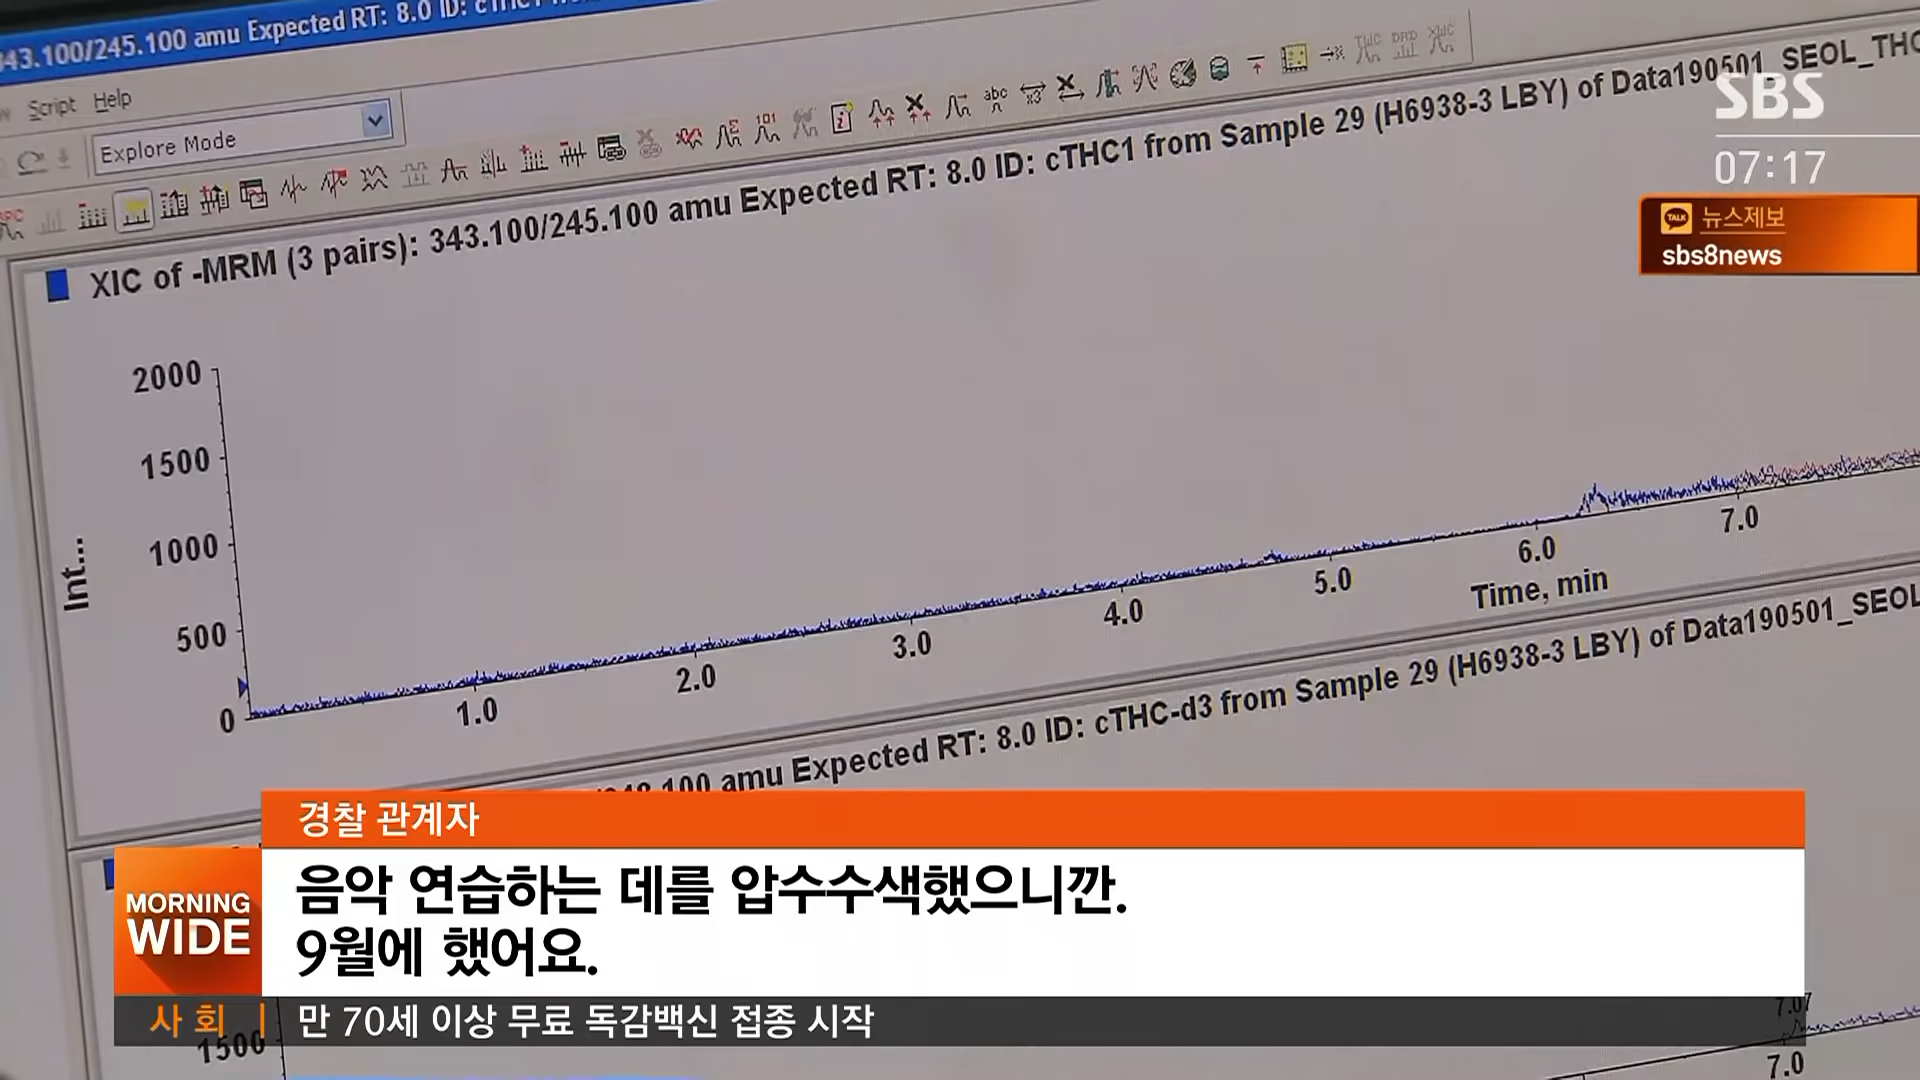 343.100/245.100 amu Expected RT: 8.0 ID:
Script Help
Explore Mode
XIC of -MRM (3 pairs): 343.100/245.100 amu Expected RT: 8.0 ID: cTHC1 from Sample 29 (H6938-3 LBY) of Data190501_SEOL_THC
SBS
07:17
TALK 뉴스제보
sbs8news
2000
1500
1000
500
0
Int...
1.0 2.0 3.0 4.0 5.0 6.0 7.0
Time, min
100 amu Expected RT: 8.0 ID: cTHC-d3 from Sample 29 (H6938-3 LBY) of Data190501_SEOL
경찰 관계자
MORNING
WIDE
음악 연습하는 데를 압수수색했으니깐.
9월에 했어요.
사회 | 만 70세 이상 무료 독감백신 접종 시작
1500
7.07
7.0